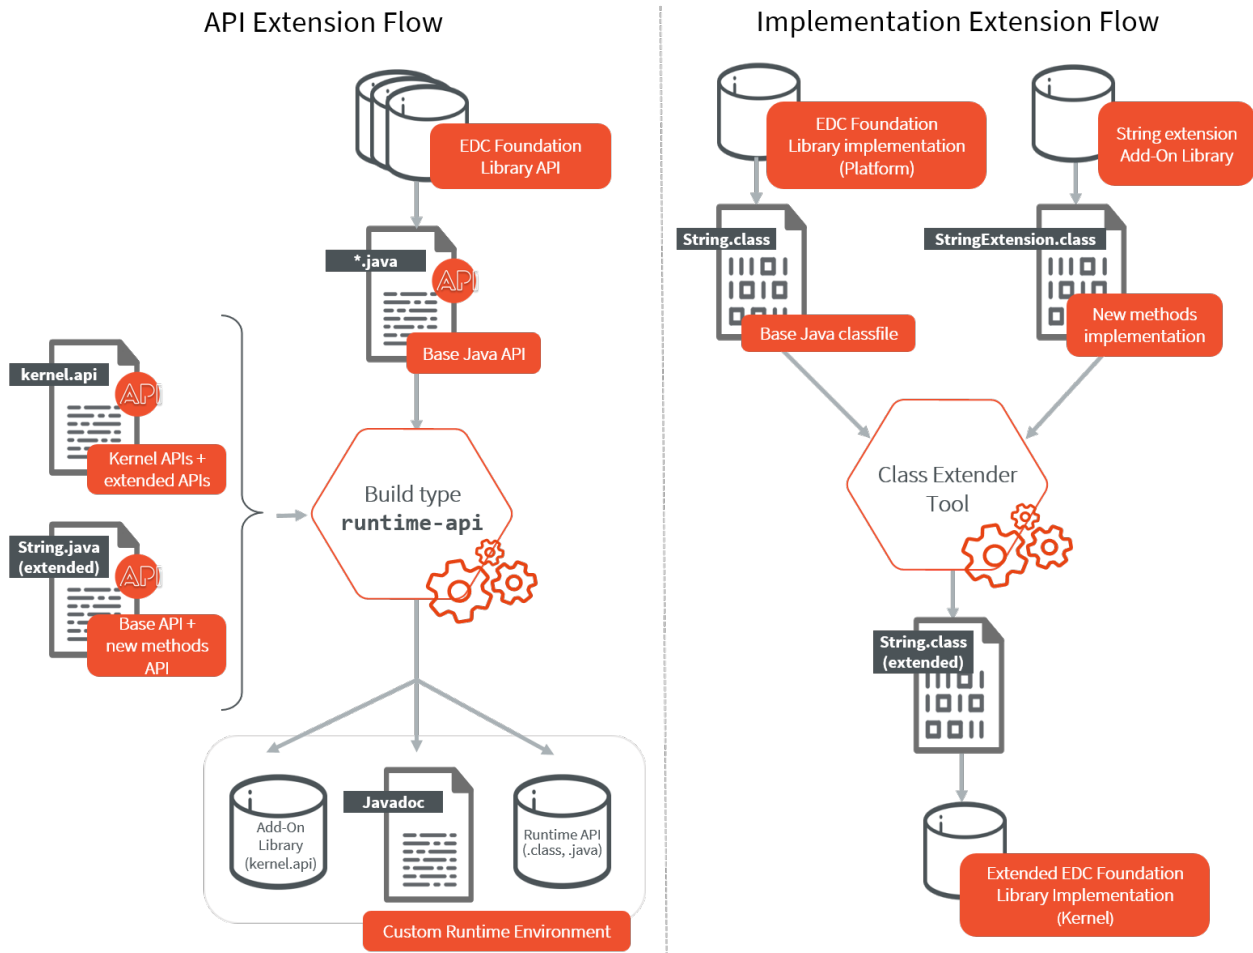 API Extension Flow
EDC Foundation
Library API
*.java
API
Base Java API
kernel.api
API
Kernel APIs +
extended APIs
String.java
(extended)
API
Base API +
new methods
API
Build type
runtime-api
Add-On
Library
(kernel.api)
Javadoc
Runtime API
(.class, .java)
Custom Runtime Environment
Implementation Extension Flow
EDC Foundation
Library implementation
(Platform)
String extension
Add-On Library
String.class
StringExtension.class
Base Java classfile
New methods
implementation
Class Extender
Tool
String.class
(extended)
Extended EDC Foundation
Library Implementation
(Kernel)